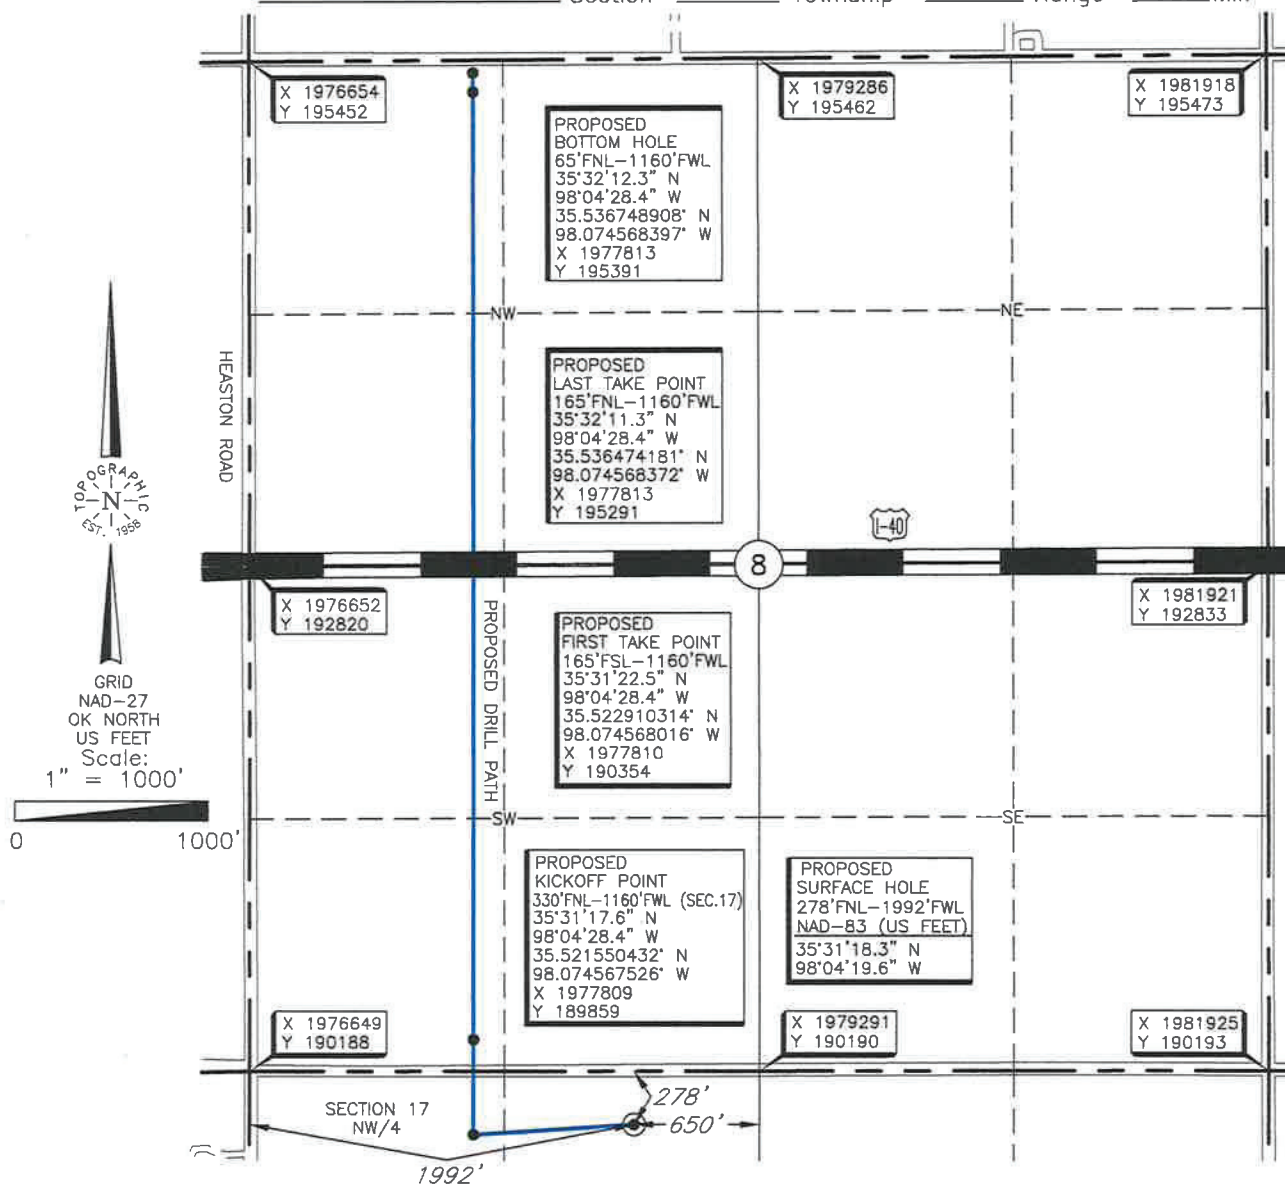 X 1976654
Y 195452
X 1979286
Y 195462
X 1981918
Y 195473
PROPOSED
BOTTOM HOLE
65'FNL-1160'FWL
35°32'12.3" N
98°04'28.4" W
35.536748908° N
98.074568397° W
X 1977813
Y 195391
NW
NE
HEASTON ROAD
PROPOSED
LAST TAKE POINT
165'FNL-1160'FWL
35°32'11.3" N
98°04'28.4" W
35.536474181° N
98.074568372° W
X 1977813
Y 195291
TOPOGRAPHIC
N
EST. 1958
I-40
8
X 1976652
Y 192820
X 1981921
Y 192833
PROPOSED DRILL PATH
PROPOSED
FIRST TAKE POINT
165'FSL-1160'FWL
35°31'22.5" N
98°04'28.4" W
35.522910314° N
98.074568016° W
X 1977810
Y 190354
GRID
NAD-27
OK NORTH
US FEET
Scale:
1" = 1000'
0 1000'
SW
SE
PROPOSED
KICKOFF POINT
330'FNL-1160'FWL (SEC.17)
35°31'17.6" N
98°04'28.4" W
35.521550432° N
98.074567526° W
X 1977809
Y 189859
PROPOSED
SURFACE HOLE
278'FNL-1992'FWL
NAD-83 (US FEET)
35°31'18.3" N
98°04'19.6" W
X 1976649
Y 190188
X 1979291
Y 190190
X 1981925
Y 190193
SECTION 17
NW/4
278'
650'
1992'